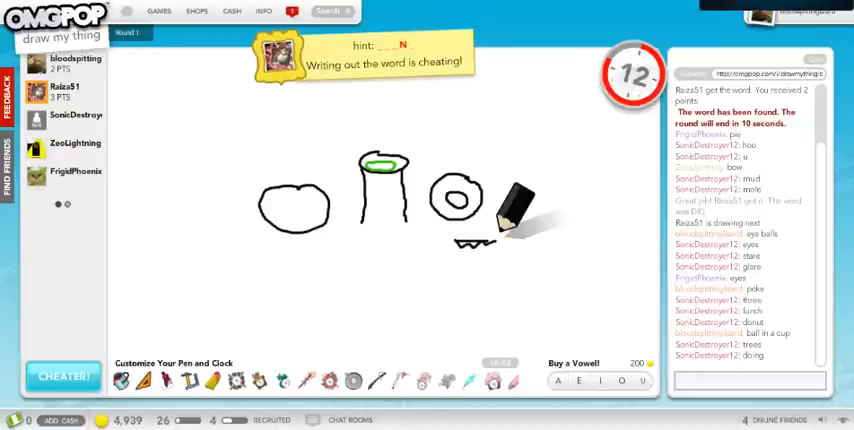 OMGPOP
GAMES SHOPS CASH INFO 1 Search
draw my thing
Round 1
hint: _ _ _ N _
Writing out the word is cheating!
12
FEEDBACK
FIND FRIENDS
bloodspitting
2 PTS
Raiza51
3 PTS
SonicDestroye
N/A
ZeoLightning
FrigidPhoenix
CHEATER!
http://omgpop.com/i/drawmything/c
Raiza51 got the word. You received 2
points.
The word has been found. The
round will end in 10 seconds.
FrigidPhoenix: pie
SonicDestroyer12: hoo
SonicDestroyer12: u
ZeoLightning: bow
SonicDestroyer12: mud
SonicDestroyer12: mole
Great job! Raiza51 got it. The word
was DIG
Raiza51 is drawing next
bloodspittinglizard: eye balls
SonicDestroyer12: eyes
SonicDestroyer12: stare
SonicDestroyer12: glare
FrigidPhoenix: eyes
bloodspittinglizard: poke
SonicDestroyer12: three
SonicDestroyer12: lunch
SonicDestroyer12: donut
bloodspittinglizard: ball in a cup
SonicDestroyer12: trees
SonicDestroyer12: doing
Customize Your Pen and Clock
MORE
Buy a Vowel!
200
A E I O U
0 ADD CASH 4,939 26 4 RECRUITED CHAT ROOMS 4 ONLINE FRIENDS